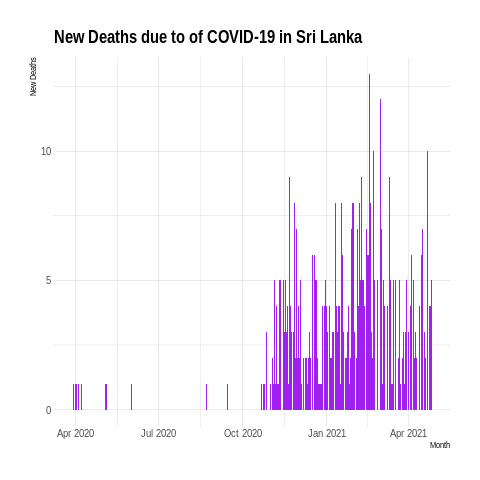 New Deaths due to of COVID-19 in Sri Lanka
New Deaths
10
5
0
Apr 2020 Jul 2020 Oct 2020 Jan 2021 Apr 2021
Month